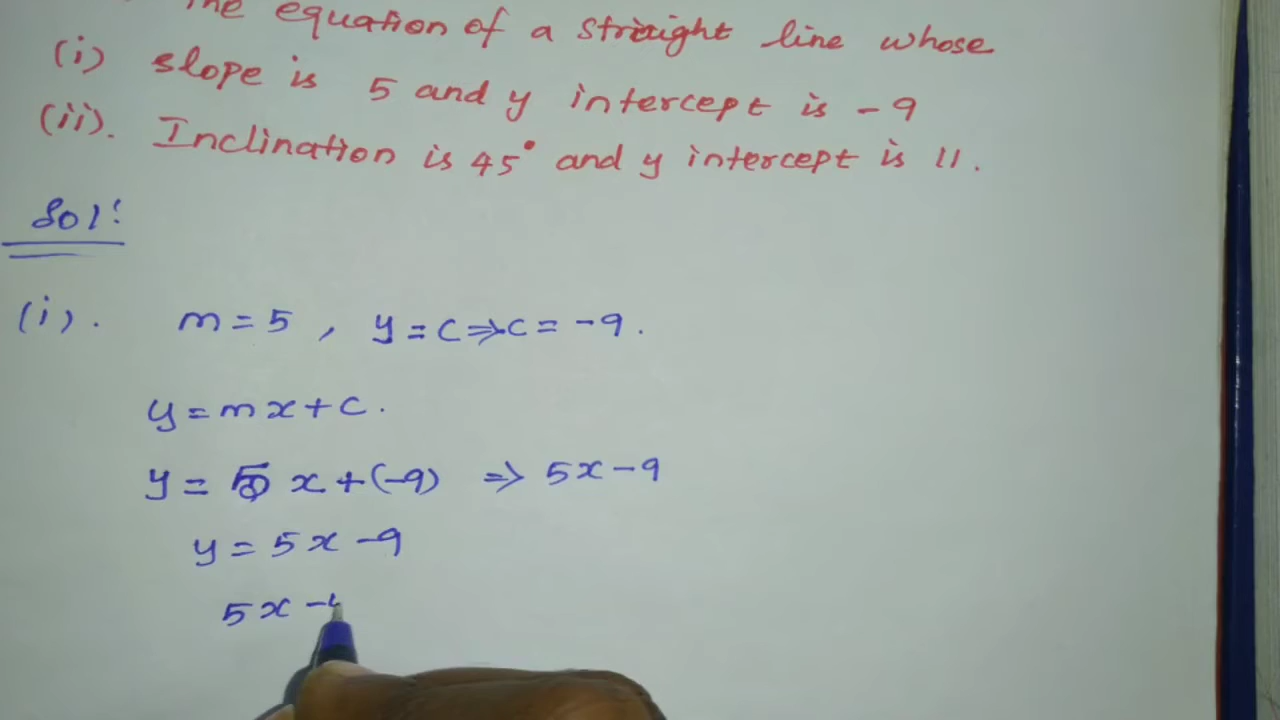 The equation of a straight line whose
(i) slope is 5 and y intercept is -9
(ii). Inclination is 45° and y intercept is 11.
Sol:
(i). m = 5 , y = c ⇒ c = -9.
y = mx + c.
y = 5 x + (-9) ⇒ 5x - 9
y = 5x - 9
5x -